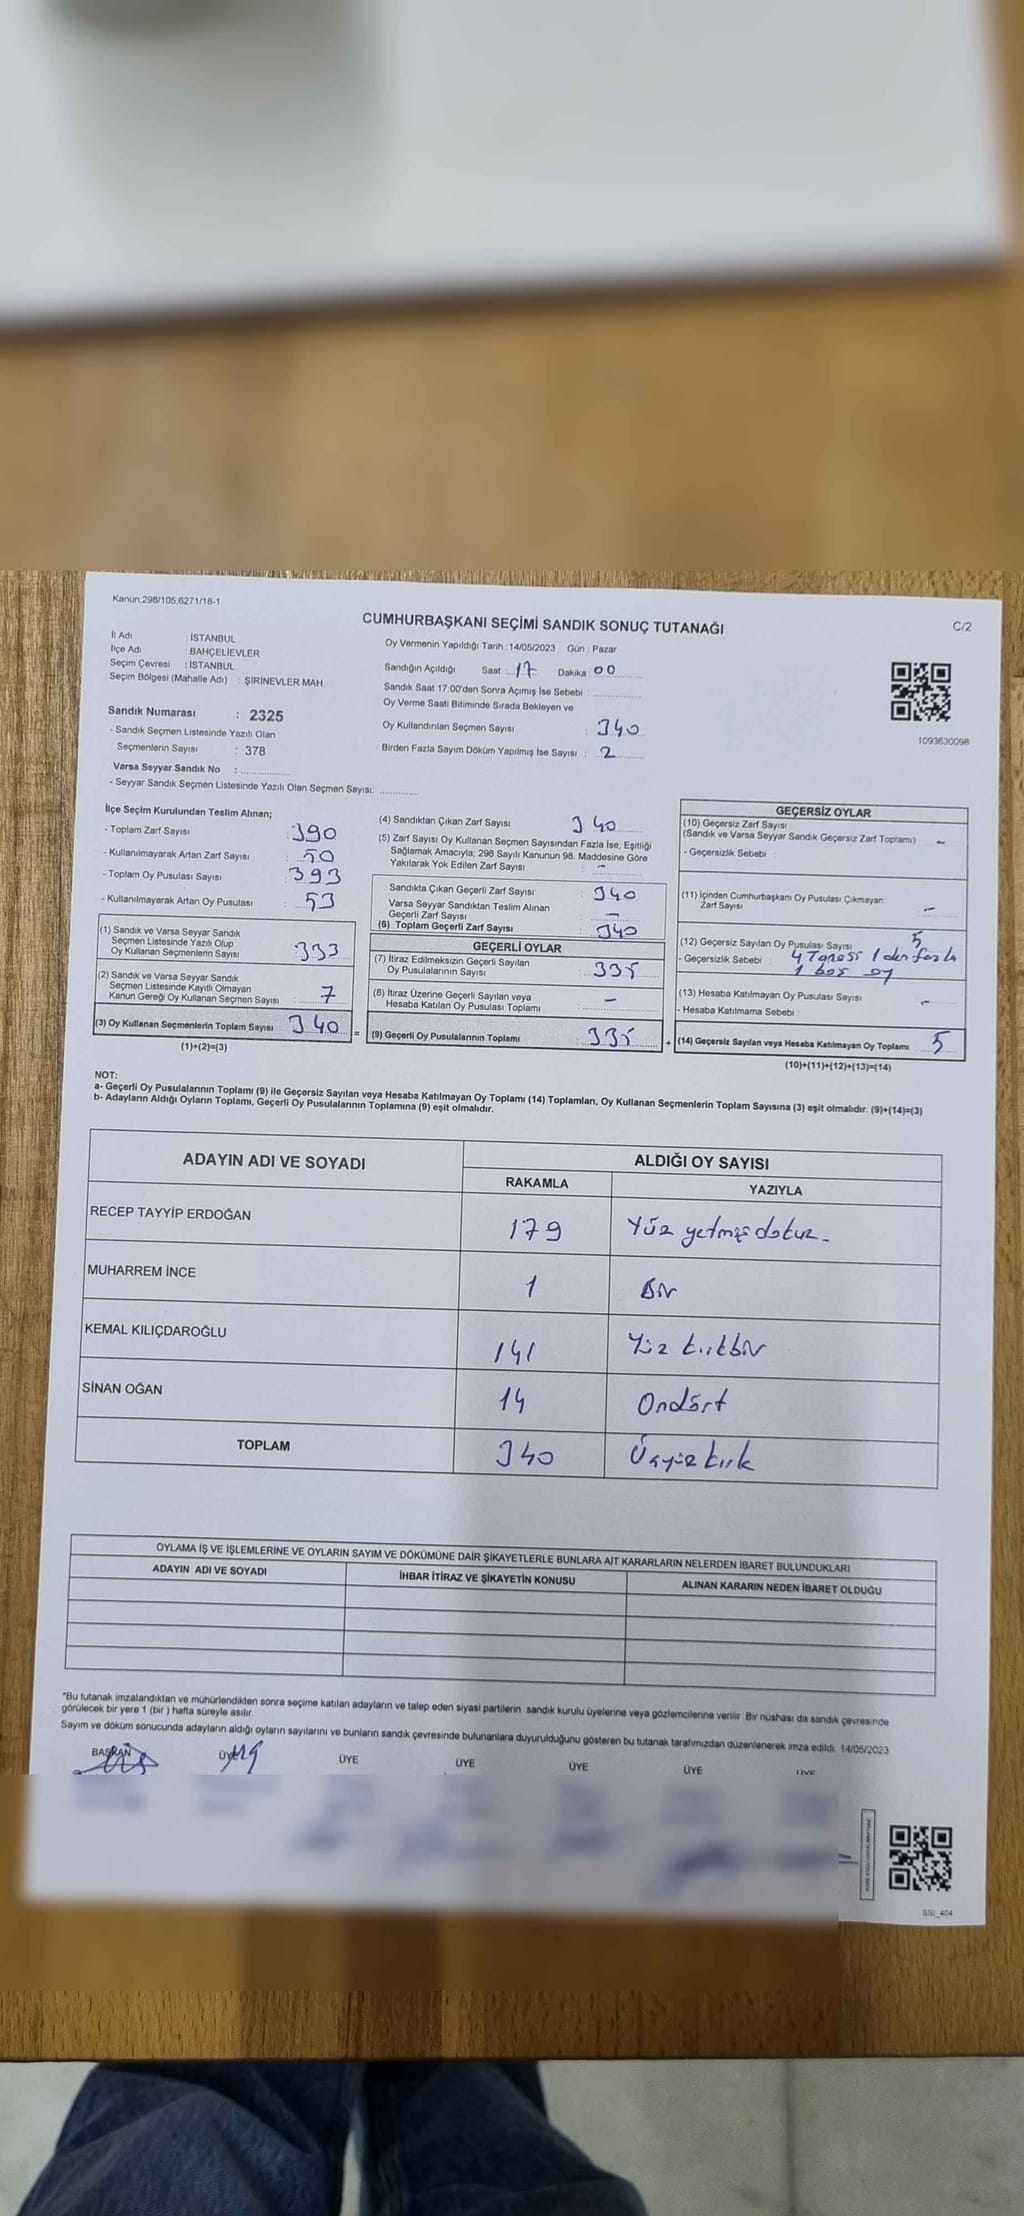 Kanun;298/105,6271/18-1
CUMHURBAŞKANI SEÇİMİ SANDIK SONUÇ TUTANAĞI
C/2
İl Adı : İSTANBUL
İlçe Adı : BAHÇELİEVLER
Seçim Çevresi : İSTANBUL
Seçim Bölgesi (Mahalle Adı) : ŞİRİNEVLER MAH.
Oy Vermenin Yapıldığı Tarih :14/05/2023 Gün : Pazar
Sandığın Açıldığı Saat : 17 Dakika : 00
Sandık Saat 17:00'den Sonra Açımış İse Sebebi :
Oy Verme Saati Bitiminde Sırada Bekleyen ve
Oy Kullandırılan Seçmen Sayısı : 340
Birden Fazla Sayım Döküm Yapılmış İse Sayısı : 2
1093630098
Sandık Numarası : 2325
- Sandık Seçmen Listesinde Yazılı Olan
Seçmenlerin Sayısı : 378
Varsa Seyyar Sandık No :
- Seyyar Sandık Seçmen Listesinde Yazılı Olan Seçmen Sayısı:
İlçe Seçim Kurulundan Teslim Alınan;
- Toplam Zarf Sayısı : 390
- Kullanılmayarak Artan Zarf Sayısı : 50
- Toplam Oy Pusulası Sayısı : 393
- Kullanılmayarak Artan Oy Pusulası : 53
(1) Sandık ve Varsa Seyyar Sandık
Seçmen Listesinde Yazılı Olup
Oy Kullanan Seçmenlerin Sayısı : 333
(2) Sandık ve Varsa Seyyar Sandık
Seçmen Listesinde Kayıtlı Olmayan
Kanun Gereği Oy Kullanan Seçmen Sayısı : 7
(3) Oy Kullanan Seçmenlerin Toplam Sayısı : 340
(1)+(2)=(3)
(4) Sandıktan Çıkan Zarf Sayısı : 340
(5) Zarf Sayısı Oy Kullanan Seçmen Sayısından Fazla İse, Eşitliği
Sağlamak Amacıyla; 298 Sayılı Kanunun 98. Maddesine Göre
Yakılarak Yok Edilen Zarf Sayısı : -
Sandıkta Çıkan Geçerli Zarf Sayısı : 340
Varsa Seyyar Sandıktan Teslim Alınan
Geçerli Zarf Sayısı : -
(6) Toplam Geçerli Zarf Sayısı : 340
GEÇERLİ OYLAR
(7) İtiraz Edilmeksizin Geçerli Sayılan
Oy Pusulalarının Sayısı : 335
(8) İtiraz Üzerine Geçerli Sayılan veya
Hesaba Katılan Oy Pusulası Toplamı : -
=
(9) Geçerli Oy Pusulalarının Toplamı : 335
+
GEÇERSİZ OYLAR
(10) Geçersiz Zarf Sayısı
(Sandık ve Varsa Seyyar Sandık Geçersiz Zarf Toplamı) : -
- Geçersizlik Sebebi :
(11) İçinden Cumhurbaşkanı Oy Pusulası Çıkmayan
Zarf Sayısı : -
(12) Geçersiz Sayılan Oy Pusulası Sayısı : 5
- Geçersizlik Sebebi : 4 Tanesi 1 den fazla
1 boş oy
(13) Hesaba Katılmayan Oy Pusulası Sayısı : -
- Hesaba Katılmama Sebebi :
(14) Geçersiz Sayılan veya Hesaba Katılmayan Oy Toplamı : 5
(10)+(11)+(12)+(13)=(14)
NOT:
a- Geçerli Oy Pusulalarının Toplamı (9) ile Geçersiz Sayılan veya Hesaba Katılmayan Oy Toplamı (14) Toplamları, Oy Kullanan Seçmenlerin Toplam Sayısına (3) eşit olmalıdır. (9)+(14)=(3)
b- Adayların Aldığı Oyların Toplamı, Geçerli Oy Pusulalarının Toplamına (9) eşit olmalıdır.
ADAYIN ADI VE SOYADI
ALDIĞI OY SAYISI
RAKAMLA YAZIYLA
RECEP TAYYİP ERDOĞAN 179 Yüz yetmişdokuz.
MUHARREM İNCE 1 Bir
KEMAL KILIÇDAROĞLU 141 Yüz kırkbir
SİNAN OĞAN 14 Ondört
TOPLAM 340 Üçyüzkırk
OYLAMA İŞ VE İŞLEMLERİNE VE OYLARIN SAYIM VE DÖKÜMÜNE DAİR ŞİKAYETLERLE BUNLARA AİT KARARLARIN NELERDEN İBARET BULUNDUKLARI
ADAYIN ADI VE SOYADI İHBAR İTİRAZ VE ŞİKAYETİN KONUSU ALINAN KARARIN NEDEN İBARET OLDUĞU
*Bu tutanak imzalandıktan ve mühürlendikten sonra seçime katılan adayların ve talep eden siyasi partilerin sandık kurulu üyelerine veya gözlemcilerine verilir. Bir nüshası da sandık çevresinde
görülecek bir yere 1 (bir ) hafta süreyle asılır.
Sayım ve döküm sonucunda adayların aldığı oyların sayılarını ve bunların sandık çevresinde bulunanlara duyurulduğunu gösteren bu tutanak tarafımızdan düzenlenerek imza edildi. 14/05/2023
BAŞKAN ÜYE ÜYE ÜYE ÜYE ÜYE ÜYE
SSI_404